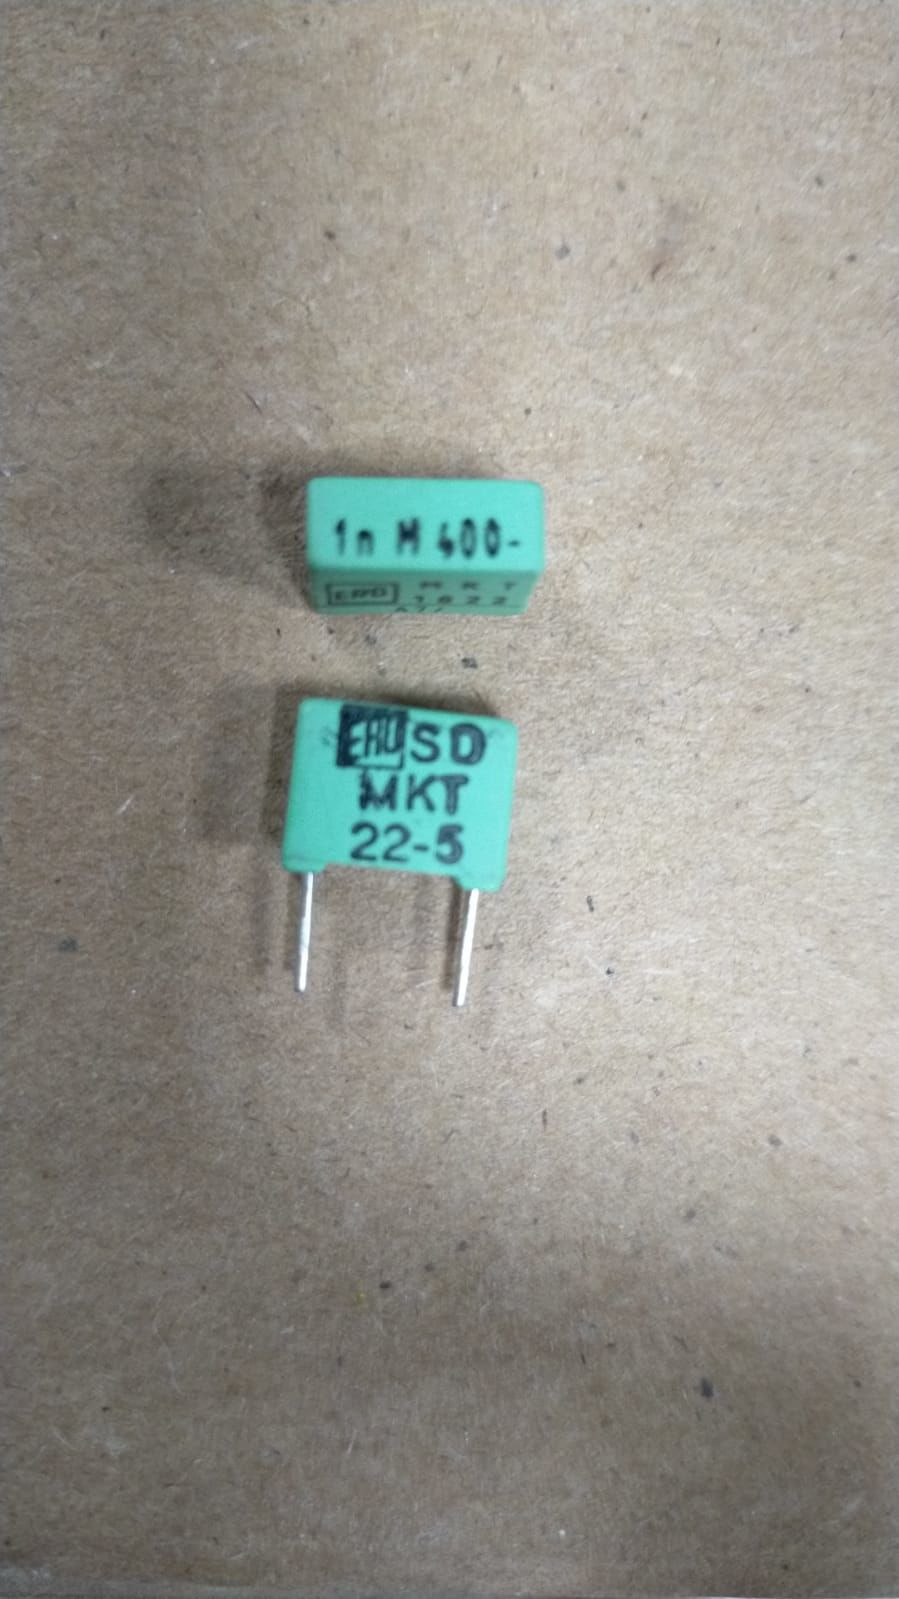 1n M 400-
ERO MKT
1822
ERO SD
MKT
22-5